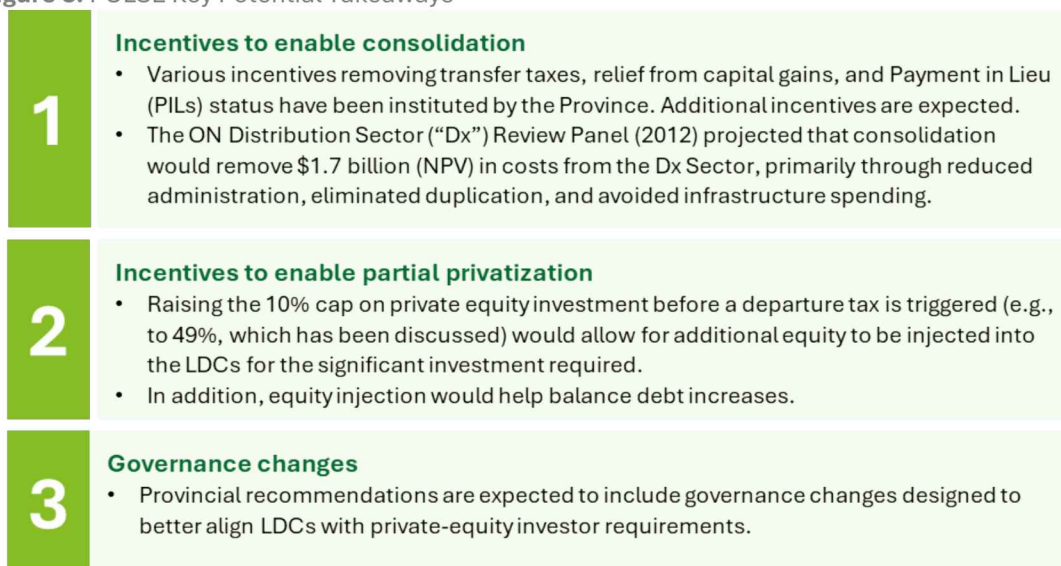 1
Incentives to enable consolidation
• Various incentives removing transfer taxes, relief from capital gains, and Payment in Lieu
(PILs) status have been instituted by the Province. Additional incentives are expected.
• The ON Distribution Sector (“Dx”) Review Panel (2012) projected that consolidation
would remove $1.7 billion (NPV) in costs from the Dx Sector, primarily through reduced
administration, eliminated duplication, and avoided infrastructure spending.
2
Incentives to enable partial privatization
• Raising the 10% cap on private equity investment before a departure tax is triggered (e.g.,
to 49%, which has been discussed) would allow for additional equity to be injected into
the LDCs for the significant investment required.
• In addition, equity injection would help balance debt increases.
3
Governance changes
• Provincial recommendations are expected to include governance changes designed to
better align LDCs with private-equity investor requirements.